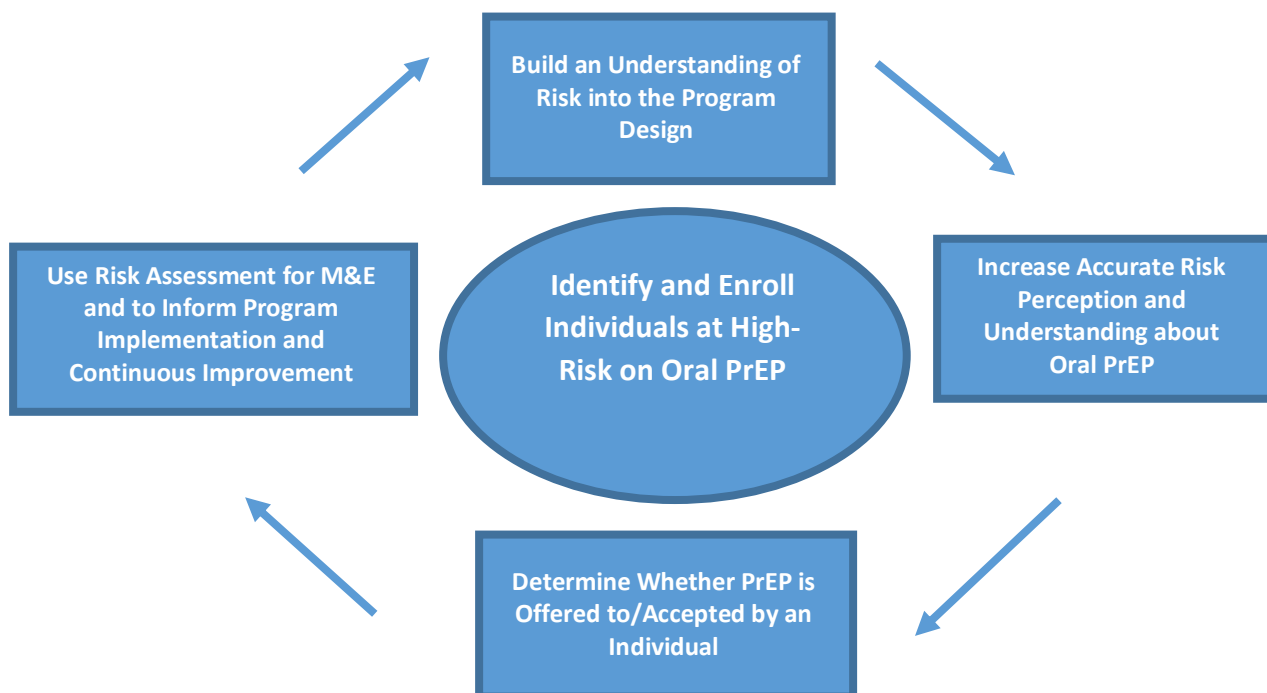 Build an Understanding of
Risk into the Program
Design
Use Risk Assessment for M&E
and to Inform Program
Implementation and
Continuous Improvement
Identify and Enroll
Individuals at High-
Risk on Oral PrEP
Increase Accurate Risk
Perception and
Understanding about
Oral PrEP
Determine Whether PrEP is
Offered to/Accepted by an
Individual